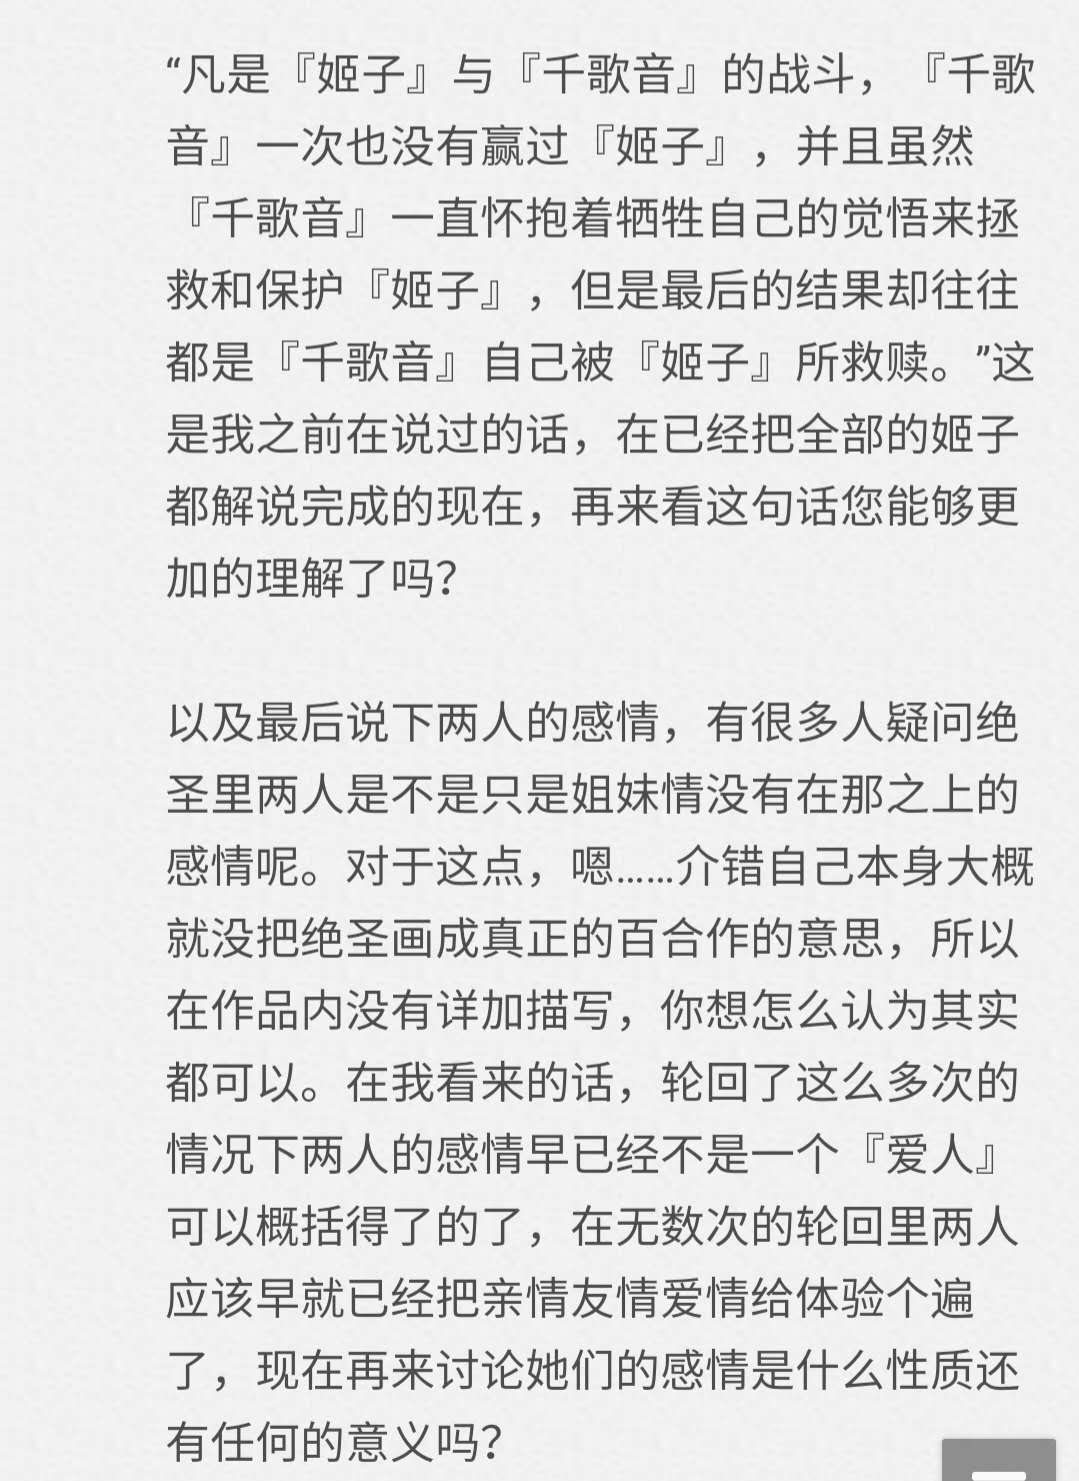 “凡是『姬子』与『千歌音』的战斗，『千歌
音』一次也没有赢过『姬子』，并且虽然
『千歌音』一直怀抱着牺牲自己的觉悟来拯
救和保护『姬子』，但是最后的结果却往往
都是『千歌音』自己被『姬子』所救赎。”这
是我之前在说过的话，在已经把全部的姬子
都解说完成的现在，再来看这句话您能够更
加的理解了吗？
以及最后说下两人的感情，有很多人疑问绝
圣里两人是不是只是姐妹情没有在那之上的
感情呢。对于这点，嗯……介错自己本身大概
就没把绝圣画成真正的百合作的意思，所以
在作品内没有详加描写，你想怎么认为其实
都可以。在我看来的话，轮回了这么多次的
情况下两人的感情早已经不是一个『爱人』
可以概括得了的了，在无数次的轮回里两人
应该早就已经把亲情友情爱情给体验个遍
了，现在再来讨论她们的感情是什么性质还
有任何的意义吗？